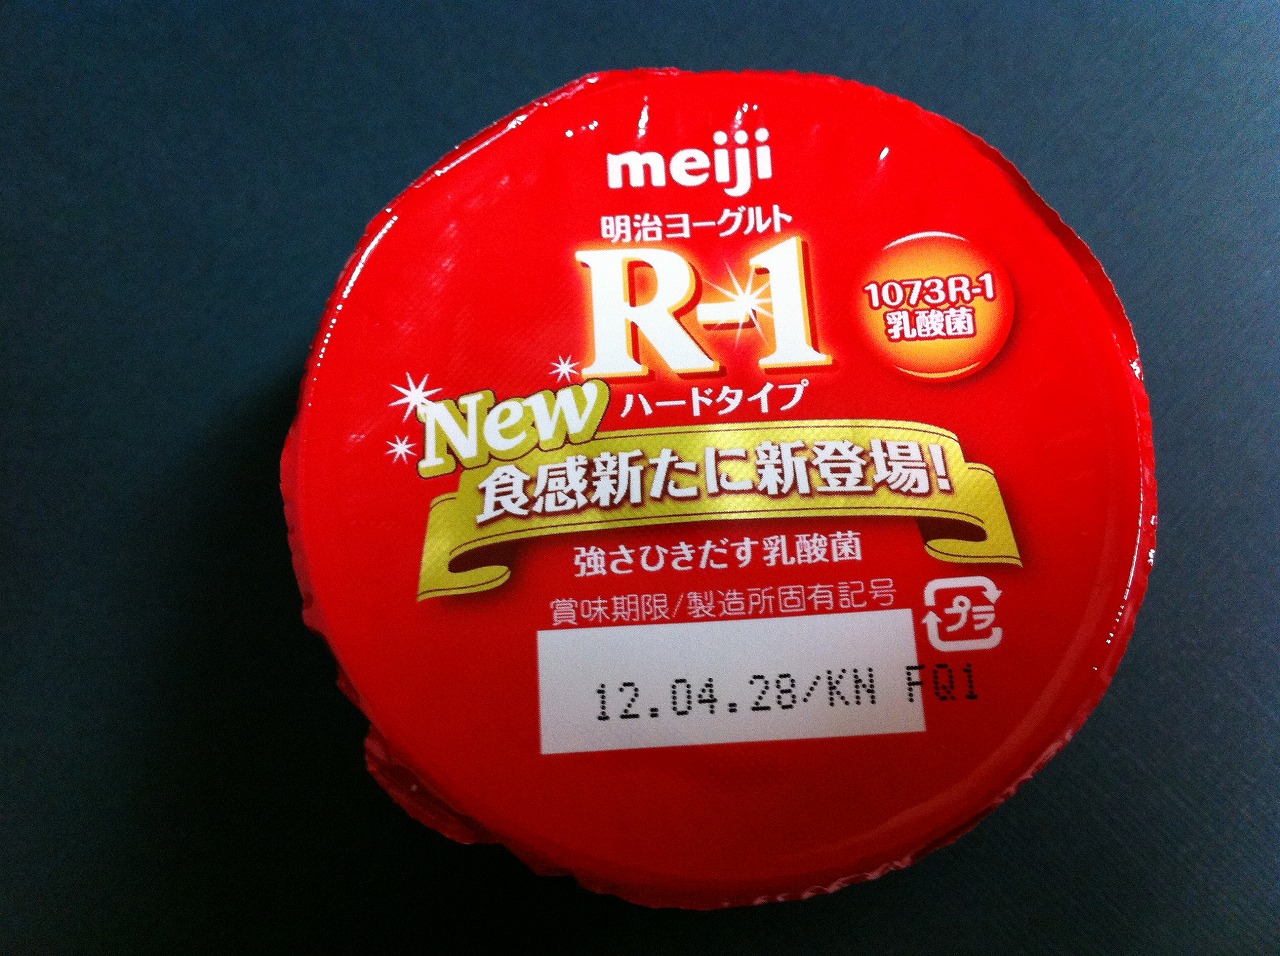 meiji
明治ヨーグルト
R-1
1073R-1
乳酸菌
ハードタイプ
New
食感新たに新登場!
強さひきだす乳酸菌
賞味期限/製造所固有記号
プラ
12.04.28/KN FQ1